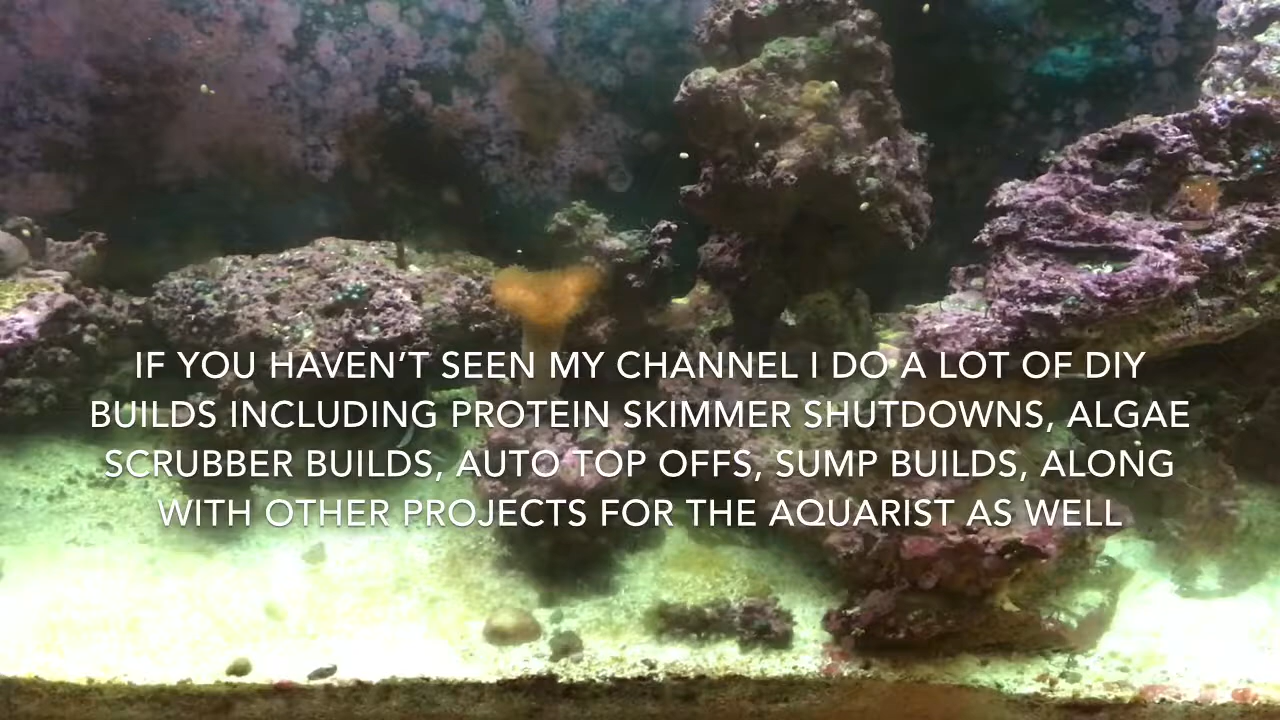 IF YOU HAVEN’T SEEN MY CHANNEL I DO A LOT OF DIY
BUILDS INCLUDING PROTEIN SKIMMER SHUTDOWNS, ALGAE
SCRUBBER BUILDS, AUTO TOP OFFS, SUMP BUILDS, ALONG
WITH OTHER PROJECTS FOR THE AQUARIST AS WELL